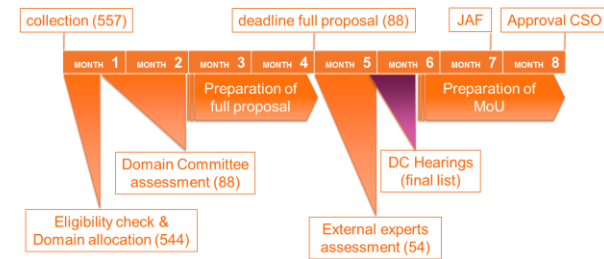 collection (557)
deadline full proposal (88)
JAF
Approval CSO
MONTH 1 MONTH 2 MONTH 3 MONTH 4 MONTH 5 MONTH 6 MONTH 7 MONTH 8
Preparation of
full proposal
Preparation of
MoU
Domain Committee
assessment (88)
DC Hearings
(final list)
Eligibility check &
Domain allocation (544)
External experts
assessment (54)